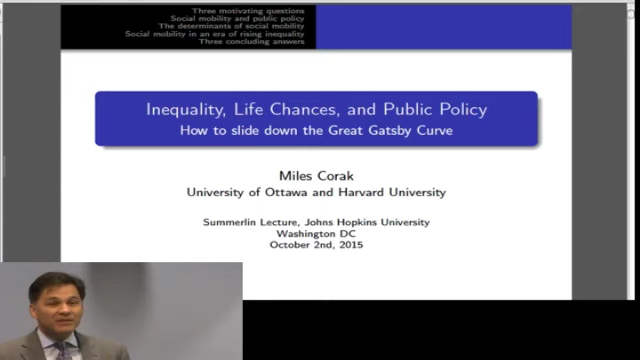 Three motivating questions
Social mobility and public policy
The determinants of social mobility
Social mobility in an era of rising inequality
Three concluding answers
Inequality, Life Chances, and Public Policy
How to slide down the Great Gatsby Curve
Miles Corak
University of Ottawa and Harvard University
Summerlin Lecture, Johns Hopkins University
Washington DC
October 2nd, 2015